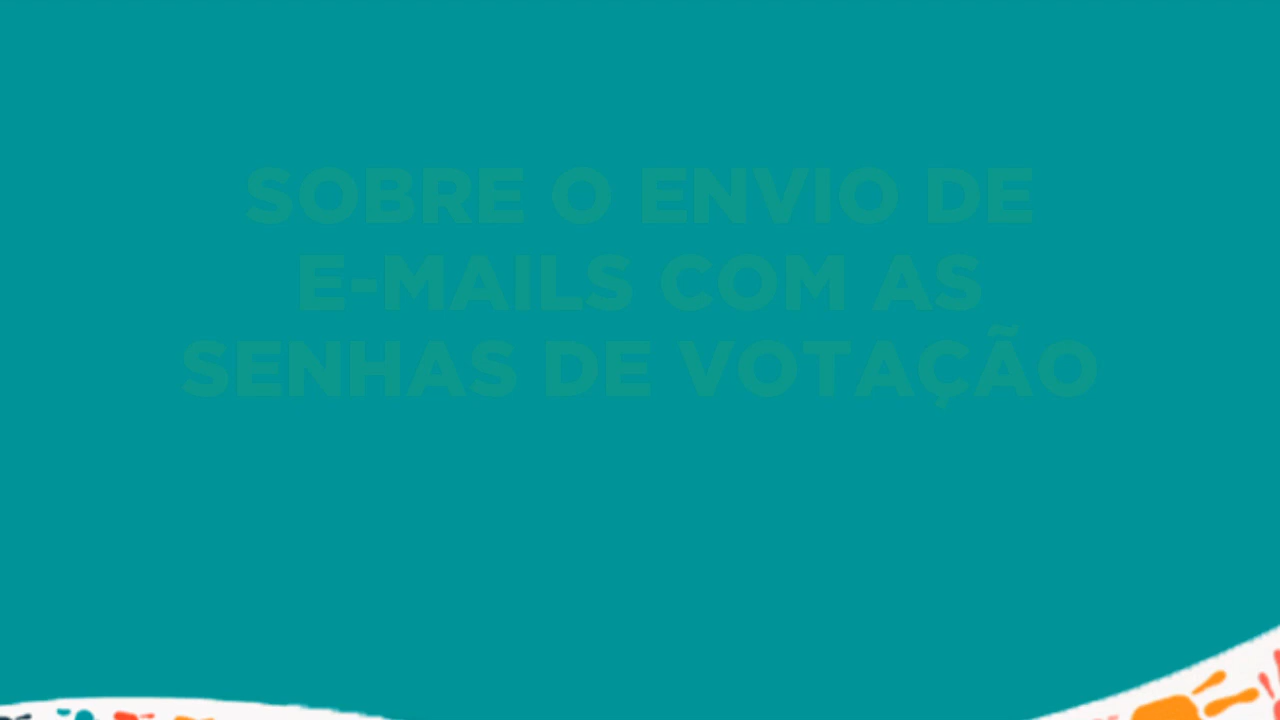 SOBRE O ENVIO DE
E-MAILS COM AS
SENHAS DE VOTAÇÃO